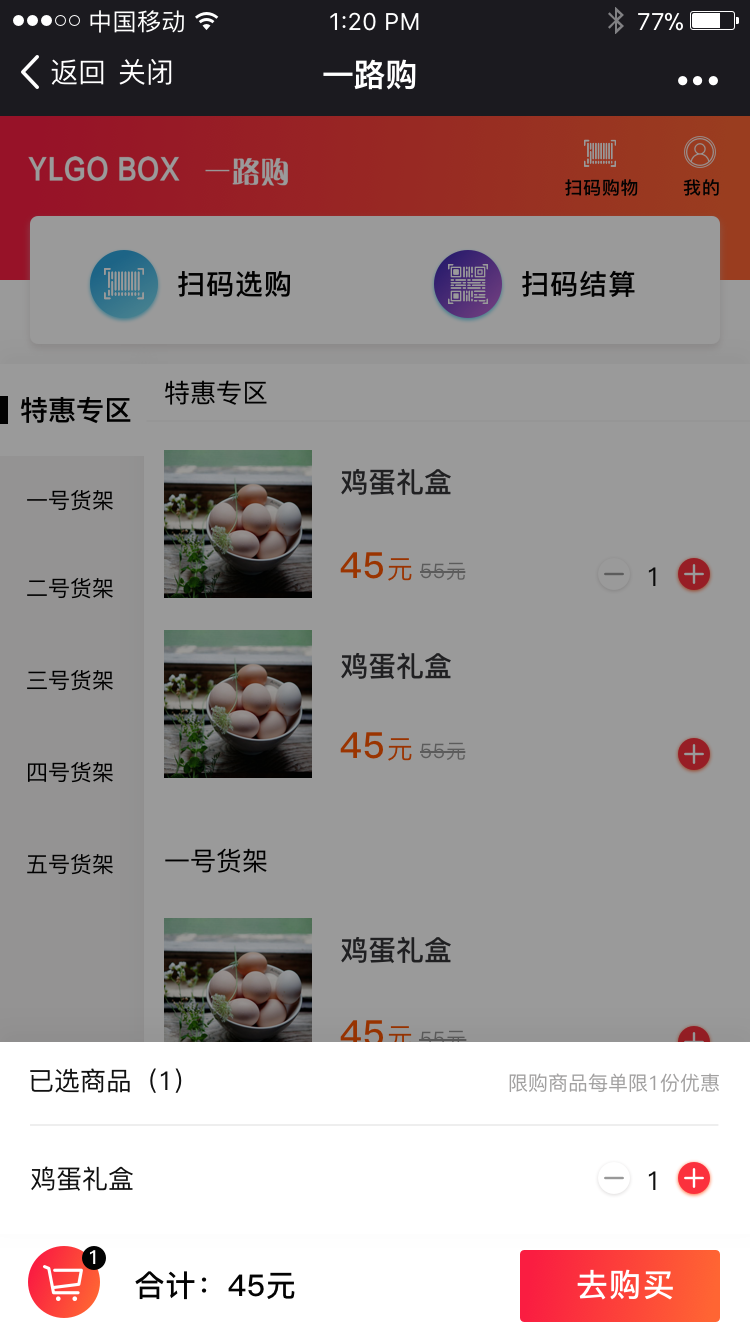 中国移动 1:20 PM 77%
返回 关闭 一路购
YLGO BOX 一路购
扫码购物 我的
扫码选购 扫码结算
特惠专区
特惠专区
一号货架
二号货架
三号货架
四号货架
五号货架
鸡蛋礼盒
45元 55元 1
鸡蛋礼盒
45元 55元
一号货架
鸡蛋礼盒
45元 55元
已选商品（1） 限购商品每单限1份优惠
鸡蛋礼盒 1
1
合计：45元 去购买